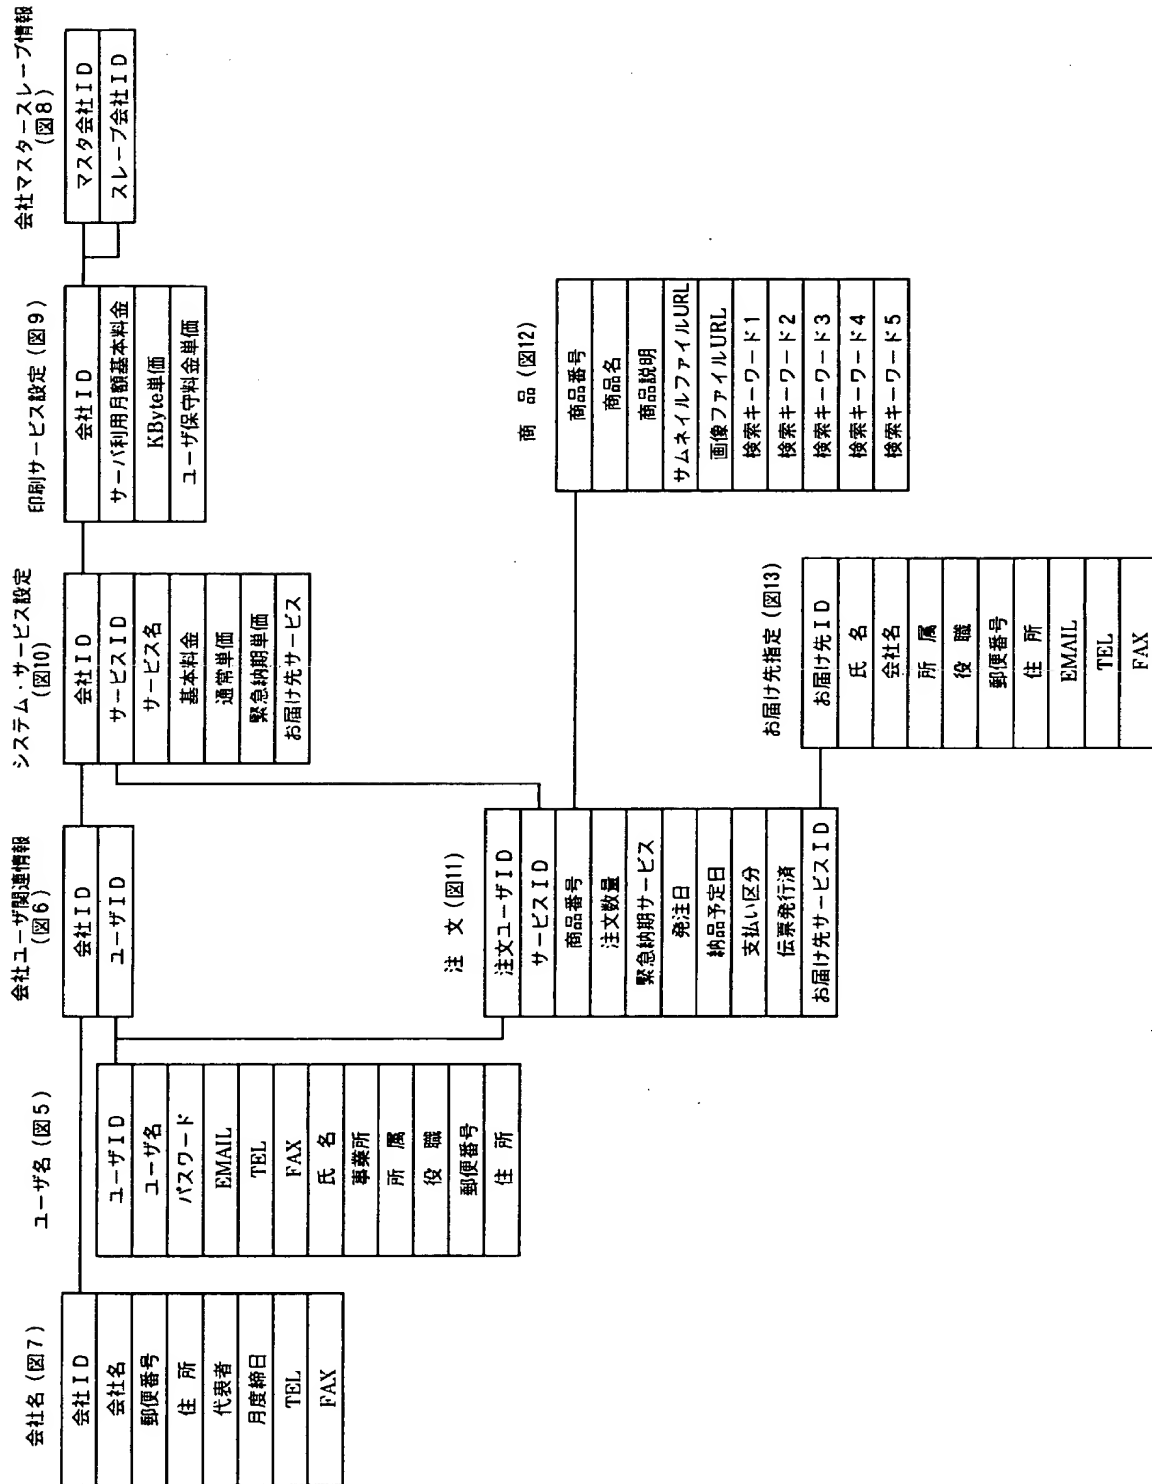 会社名 (図7)
会社ID
会社名
郵便番号
住 所
代表者
月度締日
TEL
FAX
ユーザ名 (図5)
ユーザID
ユーザ名
パスワード
EMAIL
TEL
FAX
氏 名
事業所
所 属
役 職
郵便番号
住 所
会社ユーザ関連情報
(図6)
会社ID
ユーザID
システム・サービス設定
(図10)
会社ID
サービスID
サービス名
基本料金
通常単価
緊急納期単価
お届け先サービス
印刷サービス設定 (図9)
会社ID
サーバ利用月額基本料金
KByte単価
ユーザ保守料金単価
会社マスタースレーブ情報
(図8)
マスタ会社ID
スレーブ会社ID
注 文 (図11)
注文ユーザID
サービスID
商品番号
注文数量
緊急納期サービス
発注日
納品予定日
支払い区分
伝票発行済
お届け先サービスID
商 品 (図12)
商品番号
商品名
商品説明
サムネイルファイルURL
画像ファイルURL
検索キーワード1
検索キーワード2
検索キーワード3
検索キーワード4
検索キーワード5
お届け先指定 (図13)
お届け先ID
氏 名
会社名
所 属
役 職
郵便番号
住 所
EMAIL
TEL
FAX